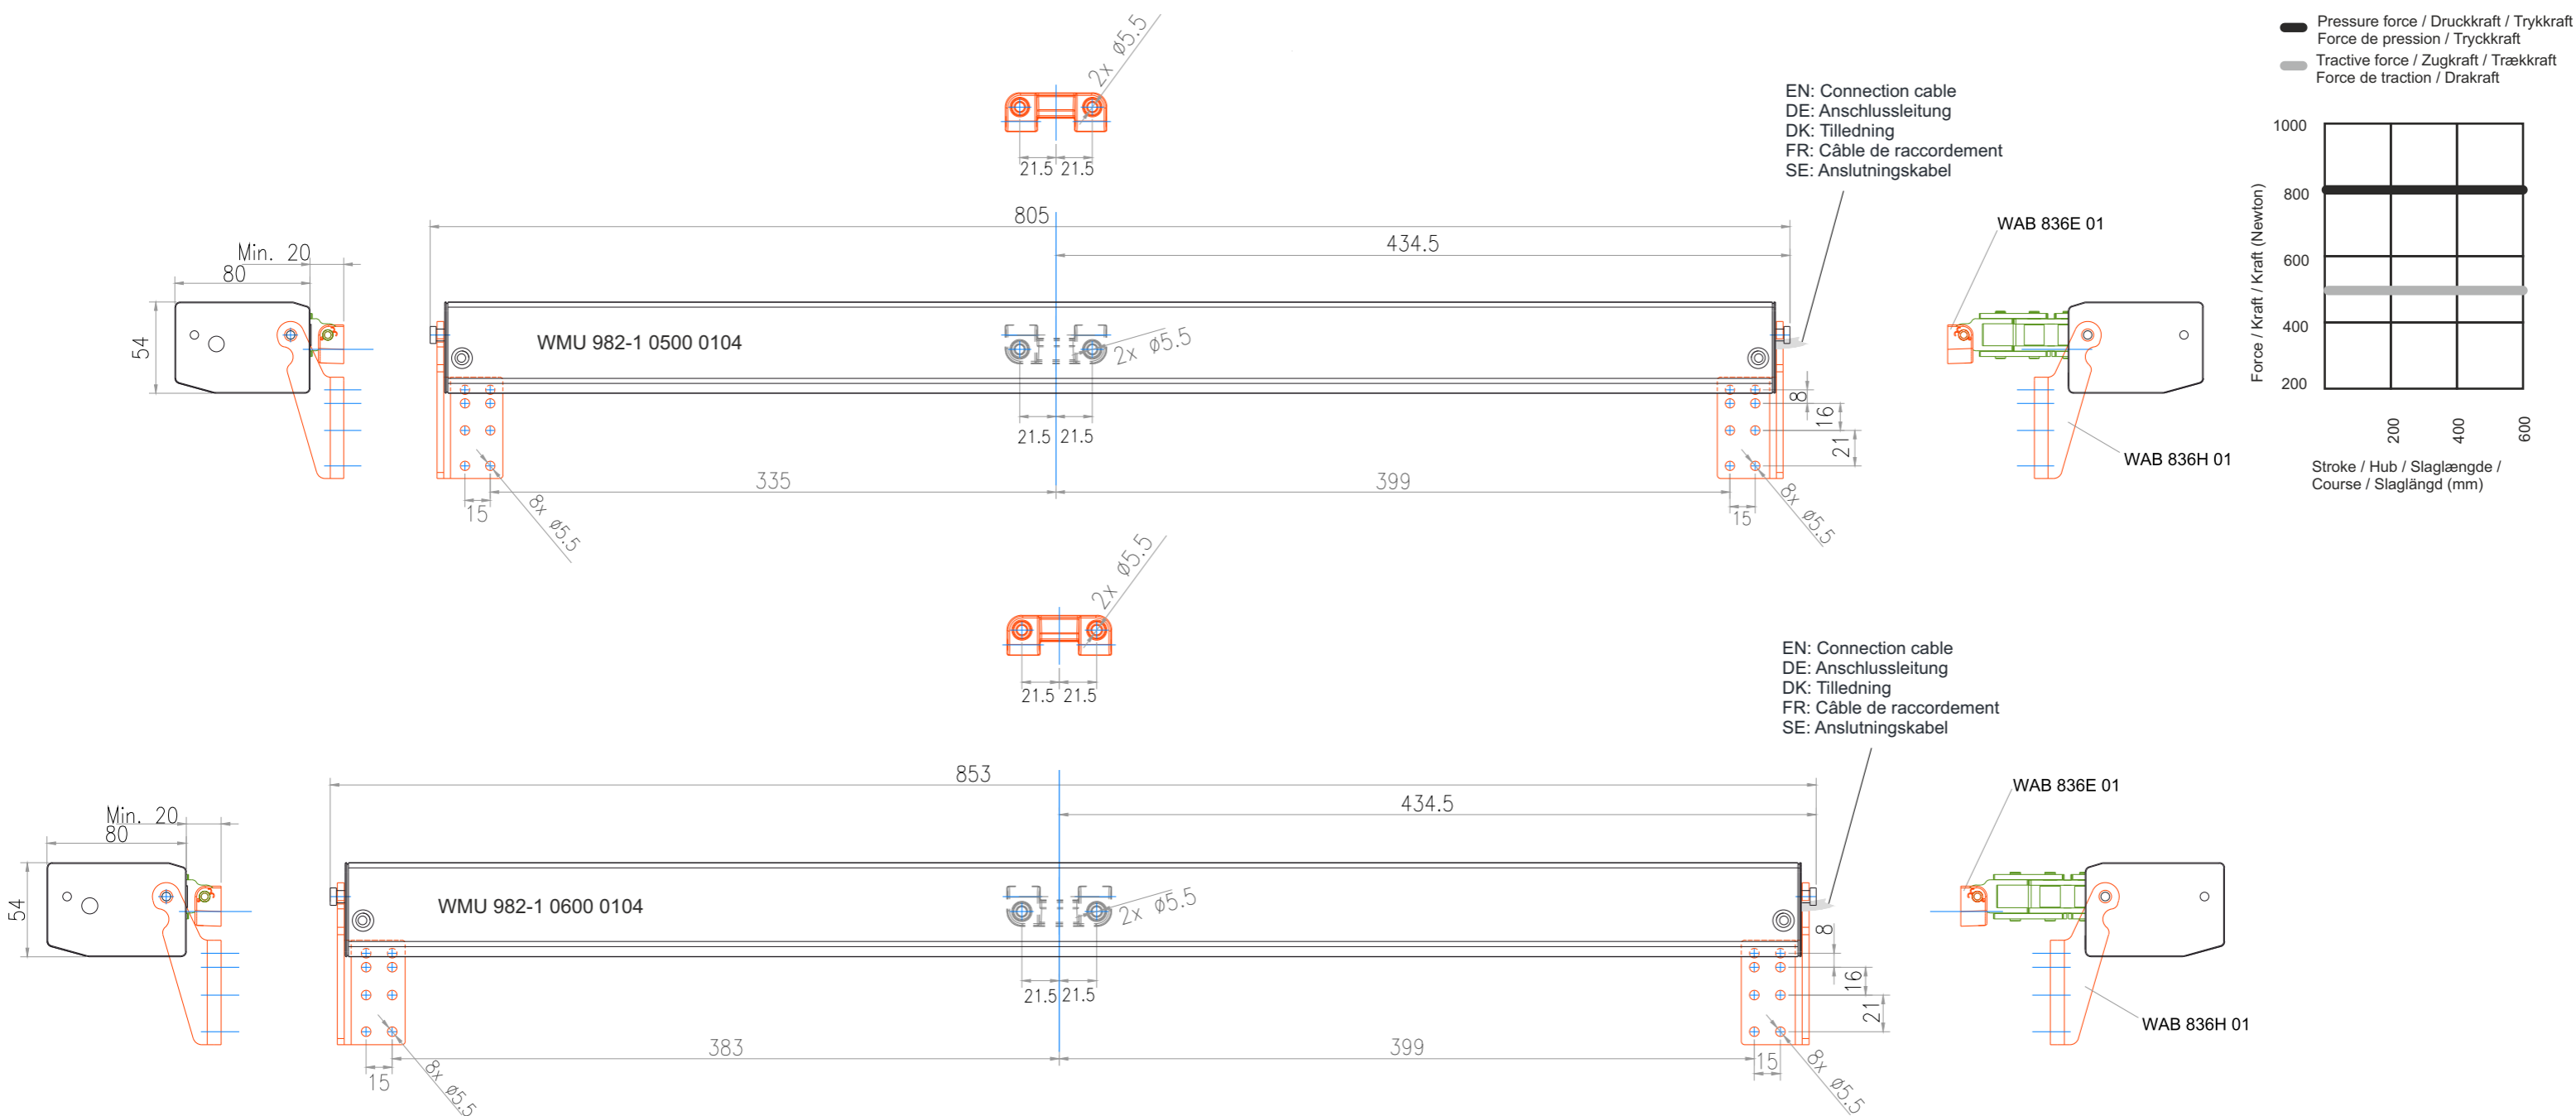 Pressure force / Druckkraft / Trykkraft
Force de pression / Tryckkraft
Tractive force / Zugkraft / Trækkraft
Force de traction / Drakraft
2x ø5.5
21.5 21.5
EN: Connection cable
DE: Anschlussleitung
DK: Tilledning
FR: Câble de raccordement
SE: Anslutningskabel
805
434.5
Min. 20
80
54
WMU 982-1 0500 0104
2x ø5.5
21.5 21.5
8
16
21
335
399
15
8x ø5.5
15
8x ø5.5
WAB 836E 01
WAB 836H 01
Force / Kraft / Kraft (Newton)
1000
800
600
400
200
200
400
600
Stroke / Hub / Slaglængde /
Course / Slaglängd (mm)
2x ø5.5
21.5 21.5
EN: Connection cable
DE: Anschlussleitung
DK: Tilledning
FR: Câble de raccordement
SE: Anslutningskabel
853
434.5
Min. 20
80
54
WMU 982-1 0600 0104
2x ø5.5
21.5 21.5
8
16
21
383
399
15
8x ø5.5
15
8x ø5.5
WAB 836E 01
WAB 836H 01